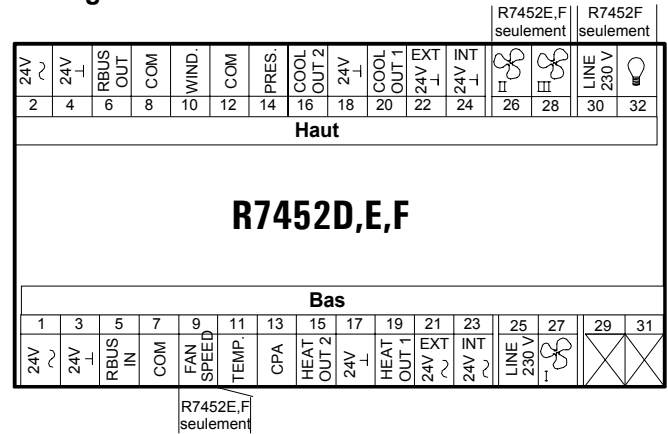 R7452E,F seulement
R7452F seulement
24V
24V
RBUS OUT
COM
WIND.
COM
PRES.
COOL OUT 2
24V
COOL OUT 1
EXT 24V
INT 24V
II
III
LINE 230 V
2 4 6 8 10 12 14 16 18 20 22 24 26 28 30 32
Haut
R7452D,E,F
Bas
1 3 5 7 9 11 13 15 17 19 21 23 25 27 29 31
24V
24V
RBUS IN
COM
FAN SPEED
TEMP.
CPA
HEAT OUT 2
24V
HEAT OUT 1
EXT 24V
INT 24V
LINE 230 V
I
R7452E,F
seulement